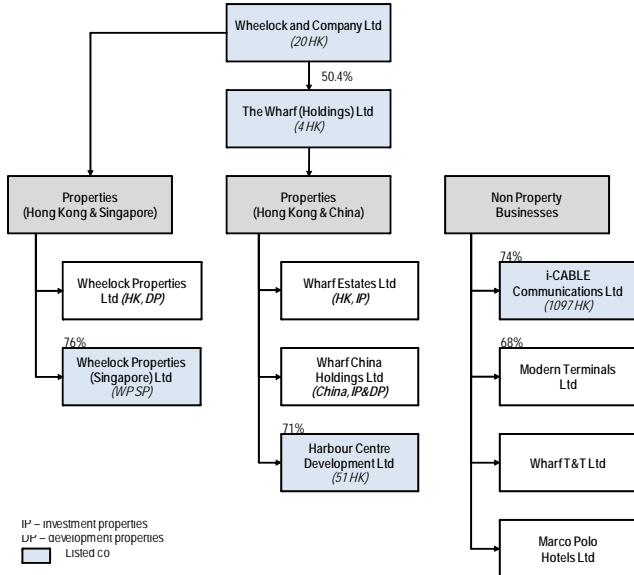 Wheelock and Company Ltd
(20 HK)
50.4%
The Wharf (Holdings) Ltd
(4 HK)
Properties
(Hong Kong & Singapore)
Properties
(Hong Kong & China)
Non Property
Businesses
Wheelock Properties
Ltd (HK, DP)
76%
Wheelock Properties
(Singapore) Ltd
(WP SP)
Wharf Estates Ltd
(HK, IP)
Wharf China
Holdings Ltd
(China, IP&DP)
71%
Harbour Centre
Development Ltd
(51 HK)
74%
i-CABLE
Communications Ltd
(1097 HK)
68%
Modern Terminals
Ltd
Wharf T&T Ltd
Marco Polo
Hotels Ltd
IP – investment properties
DP – development properties
Listed co